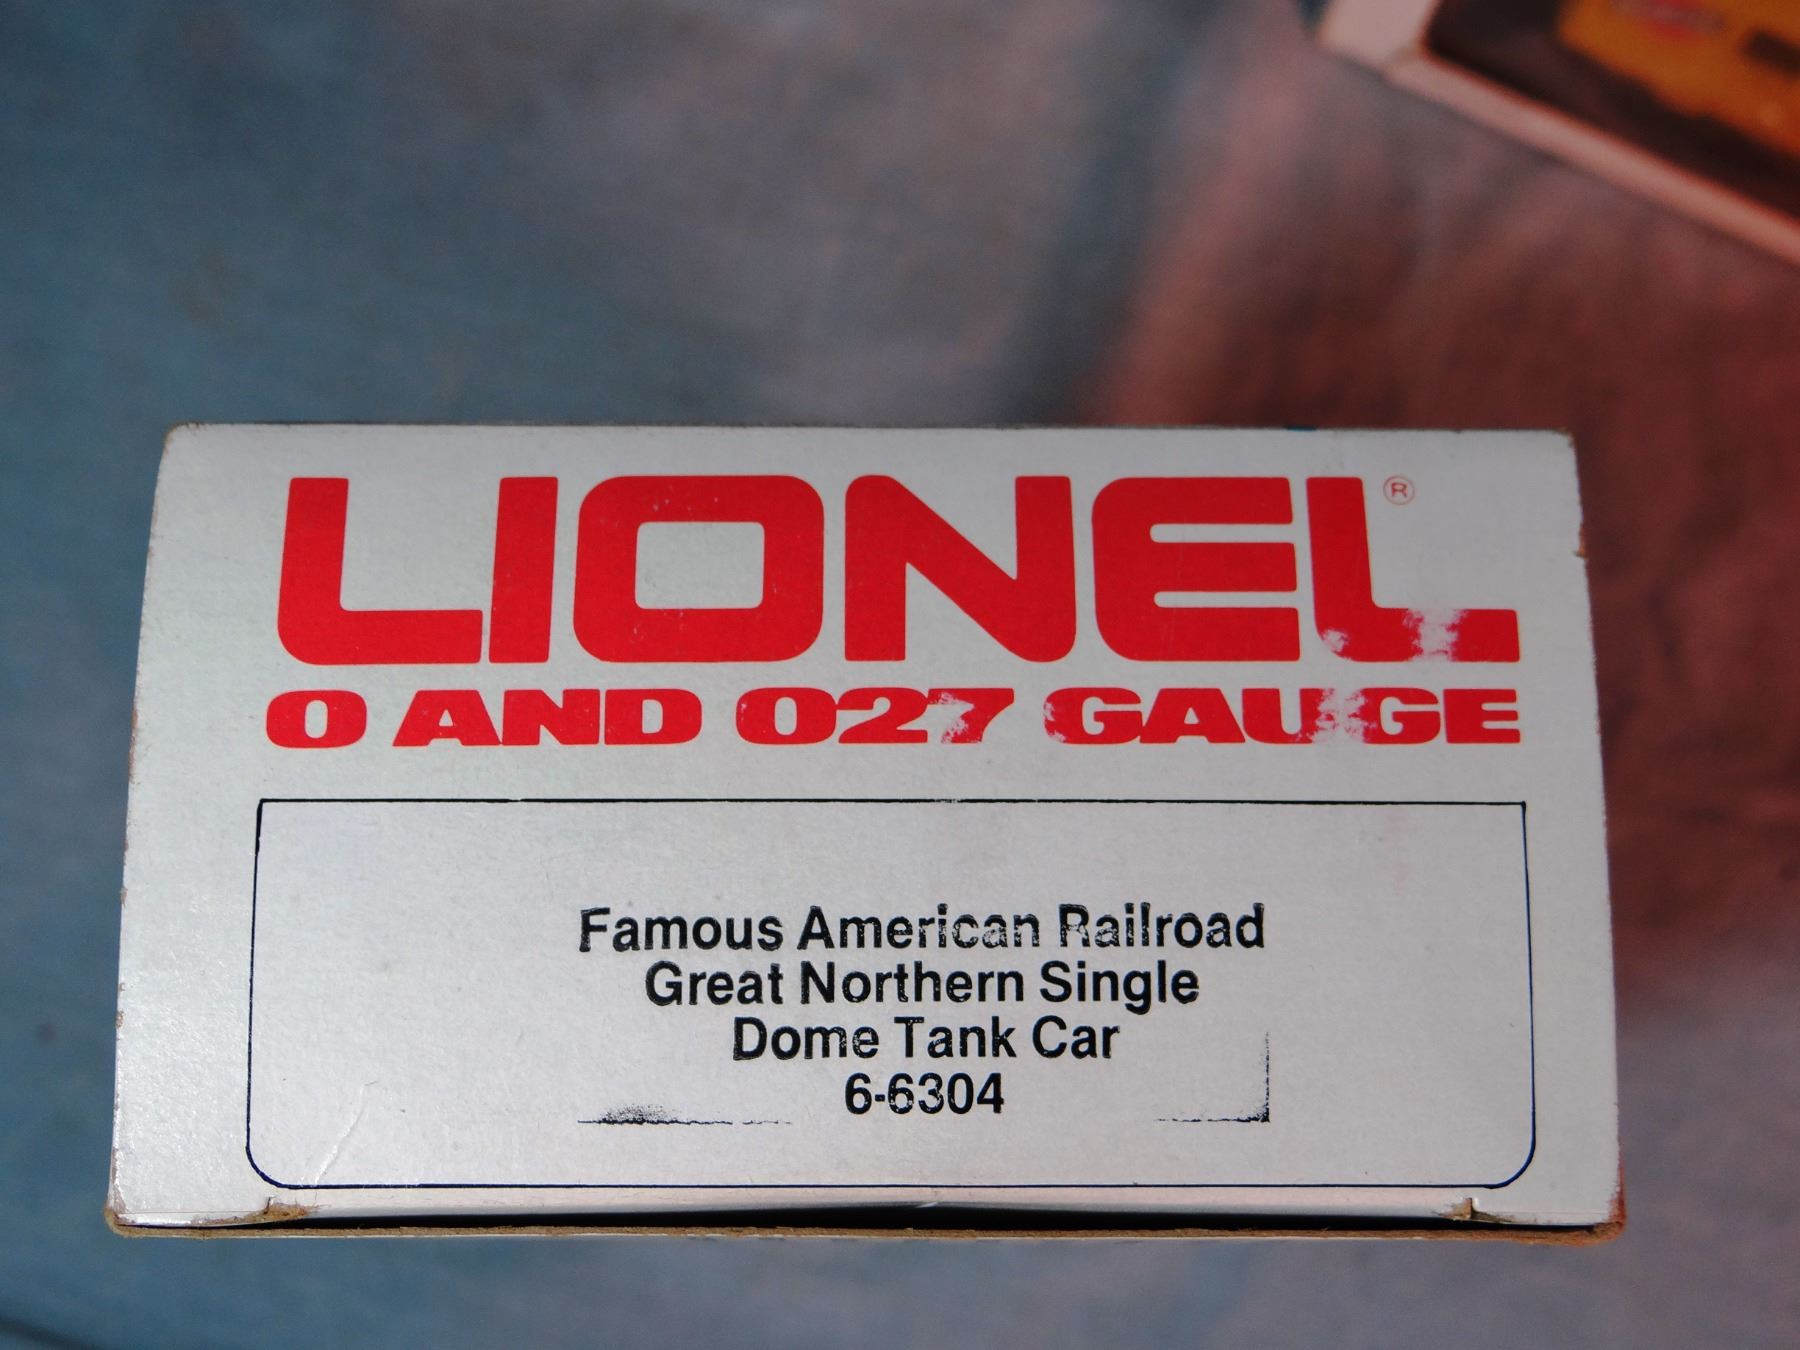 LIONEL®
0 AND 027 GAUGE
Famous American Railroad
Great Northern Single
Dome Tank Car
6-6304